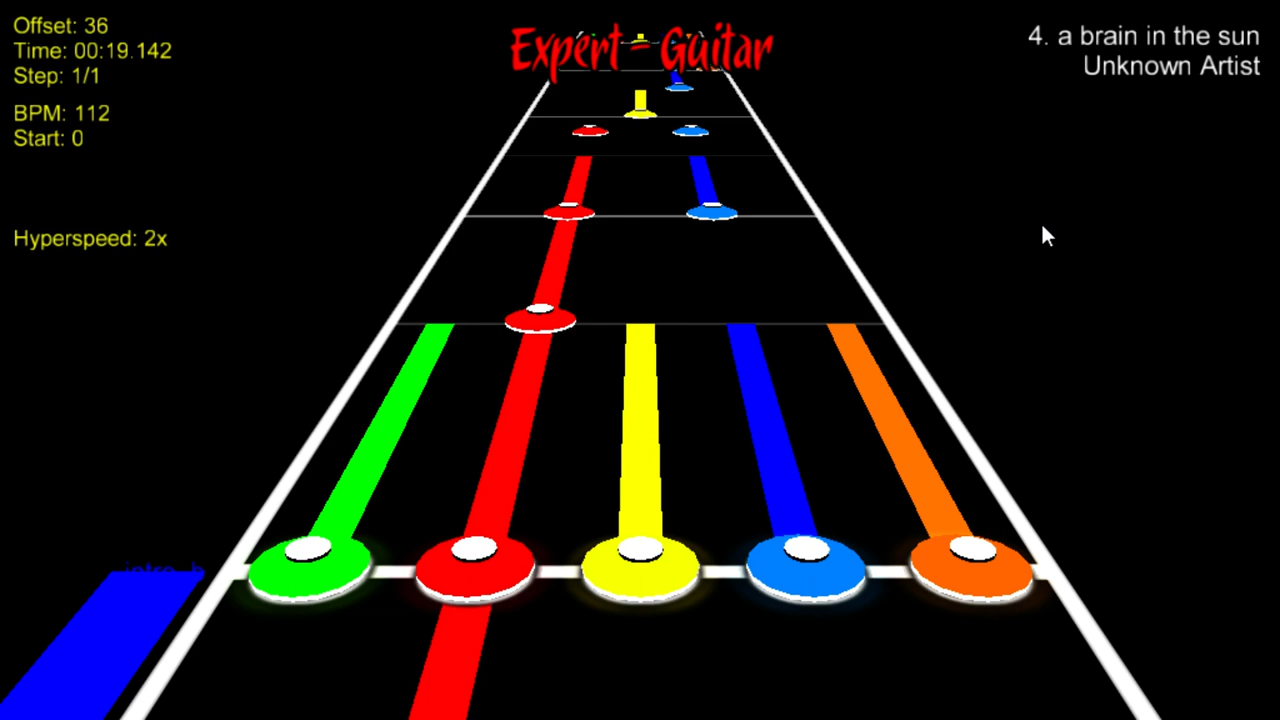 Offset: 36
Time: 00:19.142
Step: 1/1
BPM: 112
Start: 0
Hyperspeed: 2x
Expert - Guitar
4. a brain in the sun
Unknown Artist
intro_b